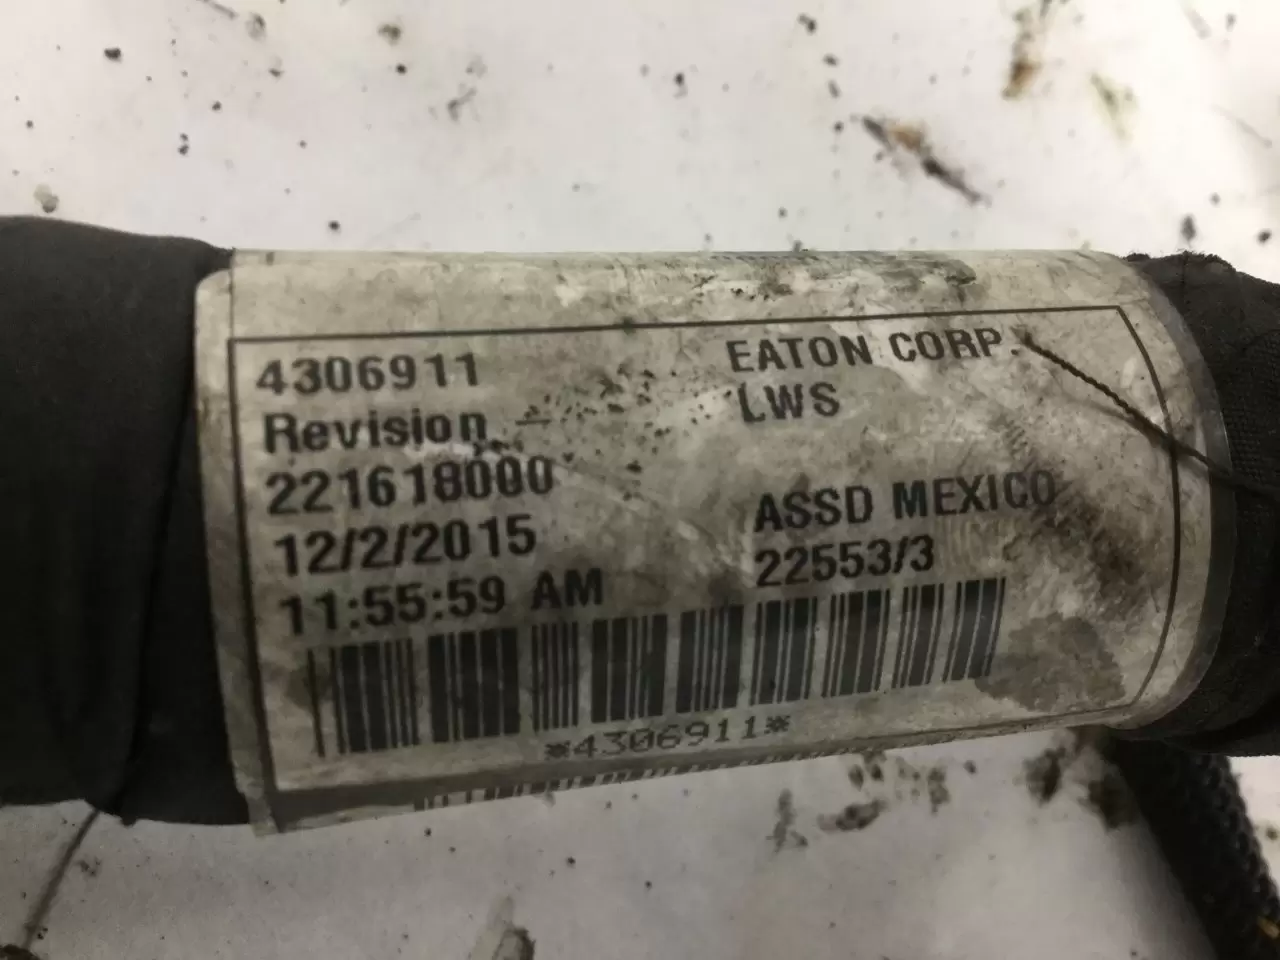 4306911 EATON CORP.
Revision - LWS
221618000
12/2/2015 ASSD MEXICO
11:55:59 AM 22553/3
*4306911*